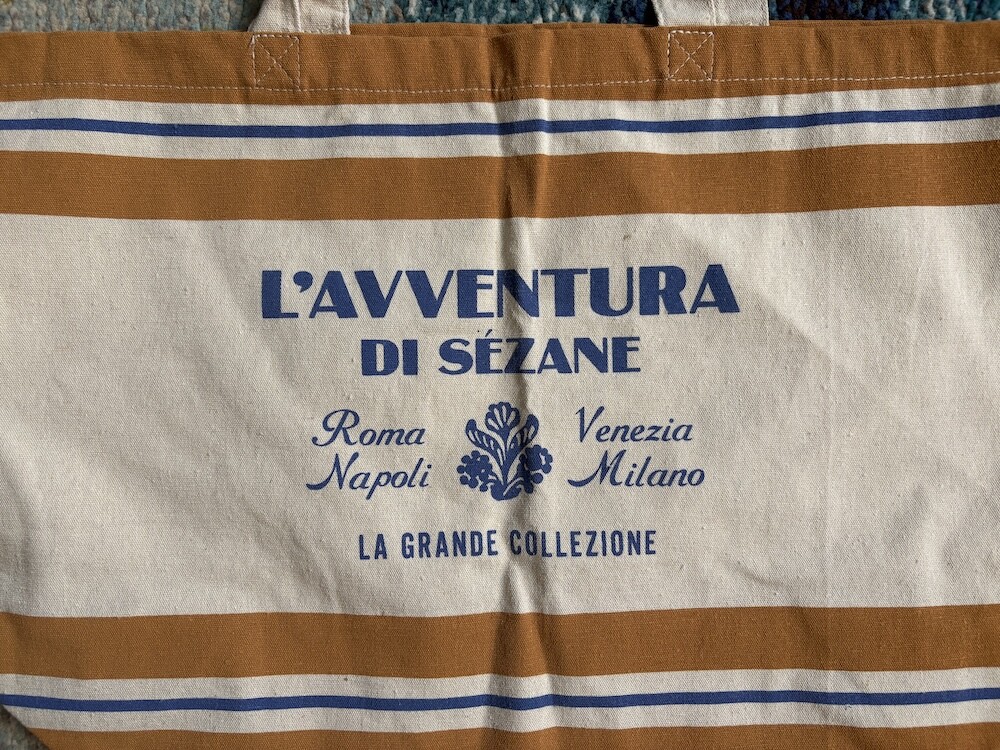 L'AVVENTURA
DI SÉZANE
Roma Venezia
Napoli Milano
LA GRANDE COLLEZIONE